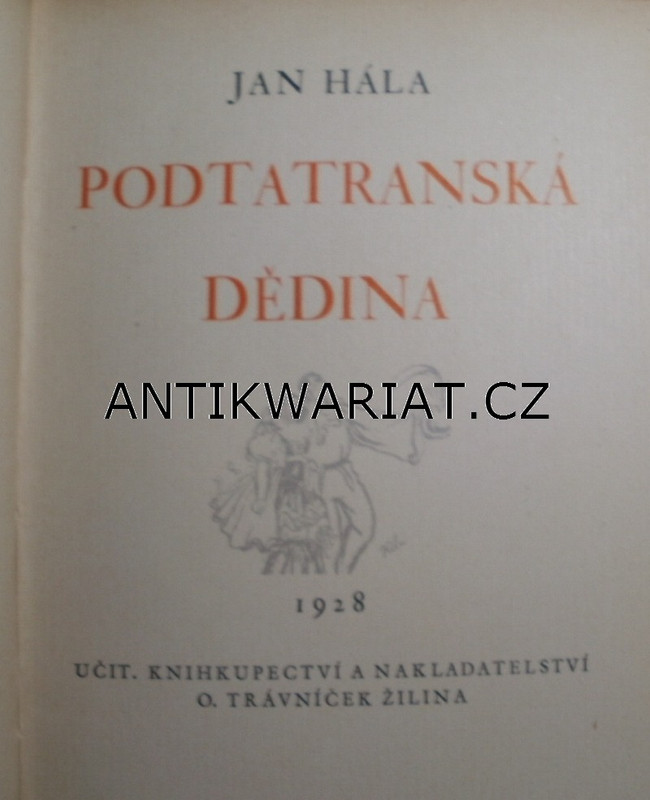 JAN HÁLA
PODTATRANSKÁ
DĚDINA
ANTIKWARIAT.CZ
1928
UČIT. KNIHKUPECTVÍ A NAKLADATELSTVÍ
O. TRÁVNÍČEK ŽILINA